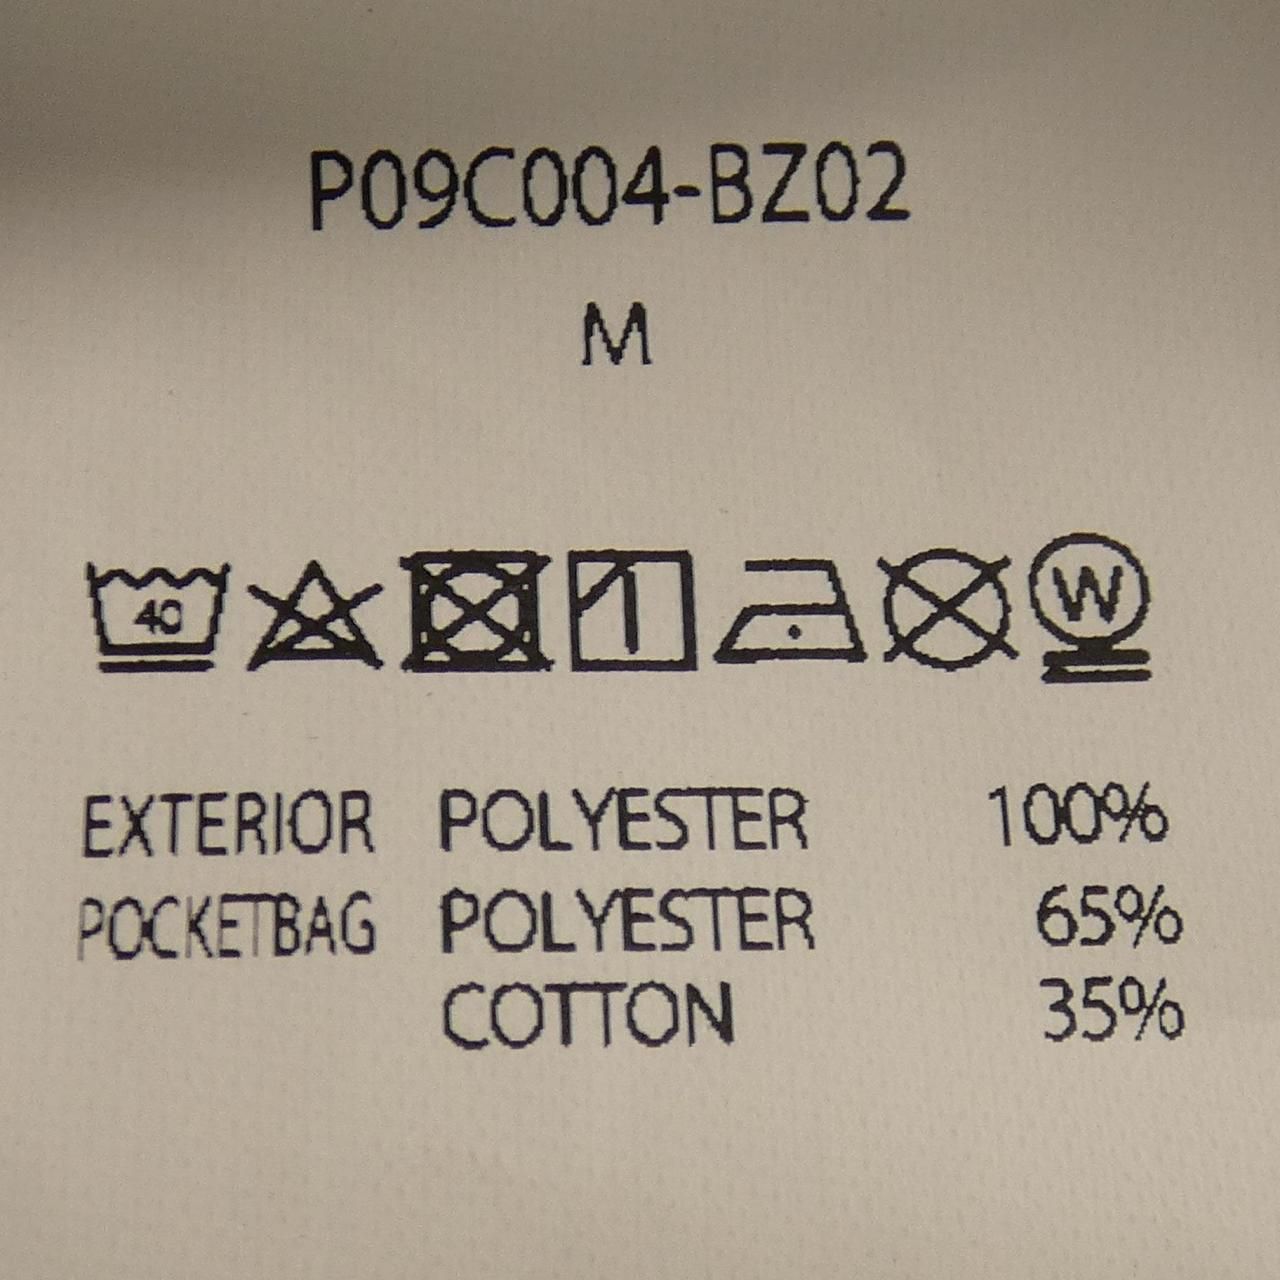 P09C004-BZ02
M
40
W
EXTERIOR POLYESTER 100%
POCKETBAG POLYESTER 65%
COTTON 35%